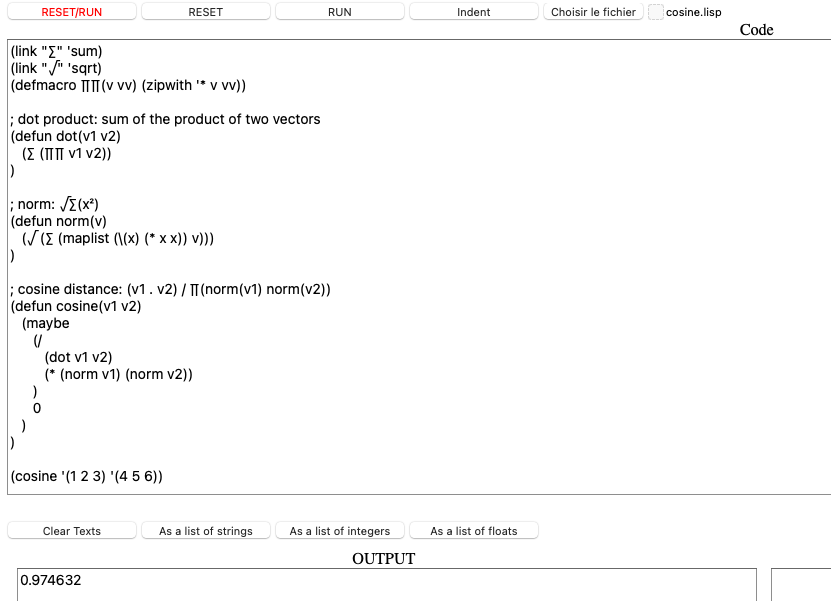 RESET/RUN RESET RUN Indent Choisir le fichier cosine.lisp
Code
(link "∑" 'sum)
(link "√" 'sqrt)
(defmacro ∏∏(v vv) (zipwith '* v vv))
; dot product: sum of the product of two vectors
(defun dot(v1 v2)
(∑ (∏∏ v1 v2))
)
; norm: √∑(x²)
(defun norm(v)
(√ (∑ (maplist (\(x) (* x x)) v)))
)
; cosine distance: (v1 . v2) / ∏(norm(v1) norm(v2))
(defun cosine(v1 v2)
(maybe
(/
(dot v1 v2)
(* (norm v1) (norm v2))
)
0
)
)
(cosine '(1 2 3) '(4 5 6))
Clear Texts As a list of strings As a list of integers As a list of floats
OUTPUT
0.974632